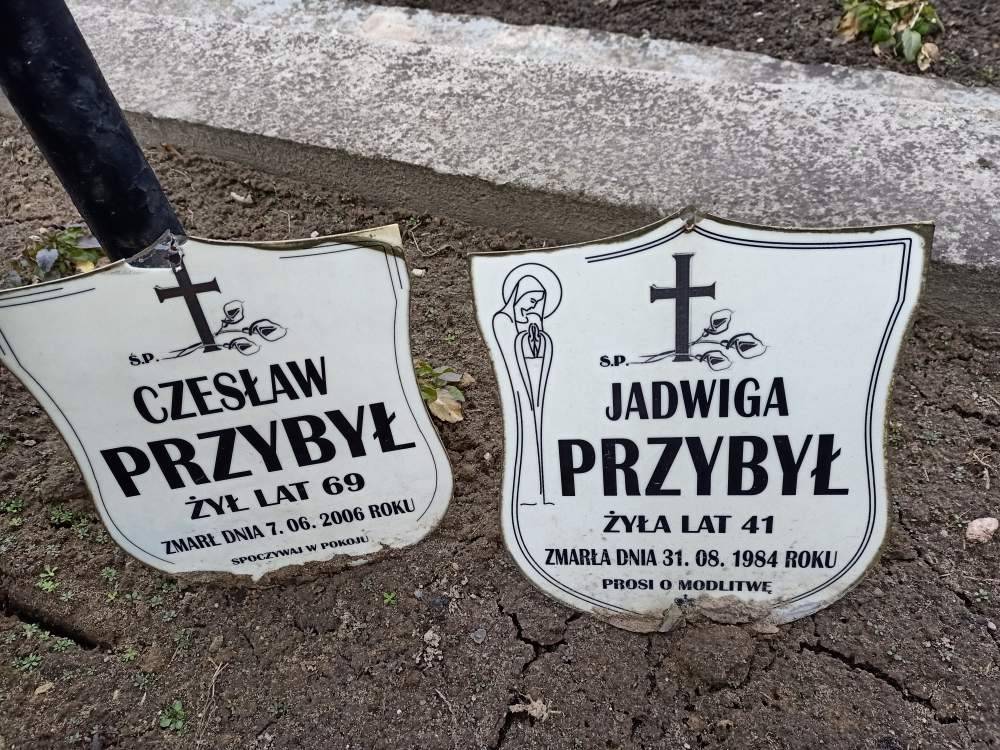 Ś.P.
CZESŁAW
PRZYBYŁ
ŻYŁ LAT 69
ZMARŁ DNIA 7. 06. 2006 ROKU
SPOCZYWAJ W POKOJU
Ś.P.
JADWIGA
PRZYBYŁ
ŻYŁA LAT 41
ZMARŁA DNIA 31. 08. 1984 ROKU
PROSI O MODLITWĘ